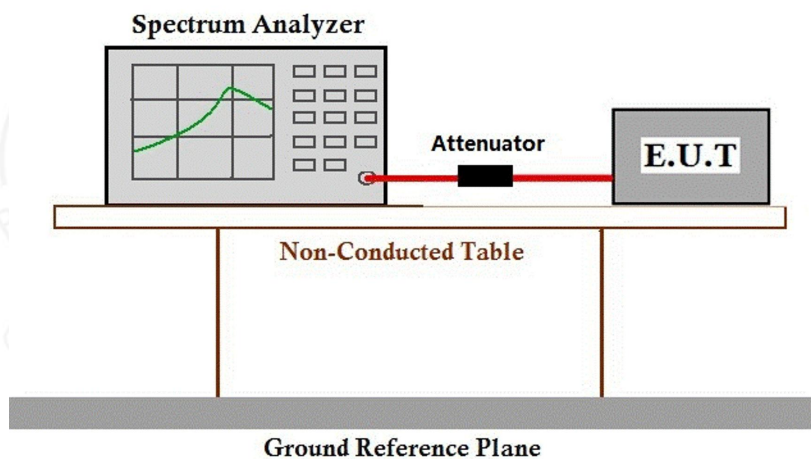 Spectrum Analyzer
Attenuator
E.U.T
Non-Conducted Table
Ground Reference Plane